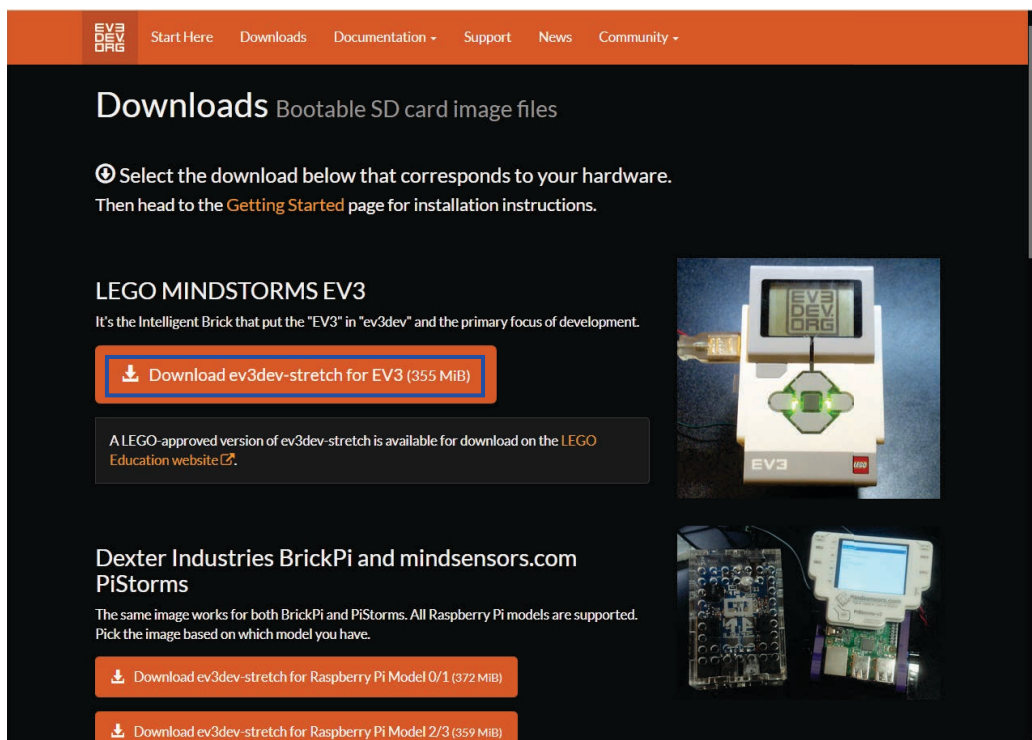 EV3
DEV.
ORG
Start Here
Downloads
Documentation
Support
News
Community
Downloads Bootable SD card image files
Select the download below that corresponds to your hardware.
Then head to the Getting Started page for installation instructions.
LEGO MINDSTORMS EV3
It's the Intelligent Brick that put the "EV3" in "ev3dev" and the primary focus of development.
Download ev3dev-stretch for EV3 (355 MiB)
A LEGO-approved version of ev3dev-stretch is available for download on the LEGO
Education website.
EV3
DEV.
ORG
EV3
LEGO
Dexter Industries BrickPi and mindsensors.com
PiStorms
The same image works for both BrickPi and PiStorms. All Raspberry Pi models are supported.
Pick the image based on which model you have.
Download ev3dev-stretch for Raspberry Pi Model 0/1 (372 MiB)
Download ev3dev-stretch for Raspberry Pi Model 2/3 (359 MiB)
mindsensors.com